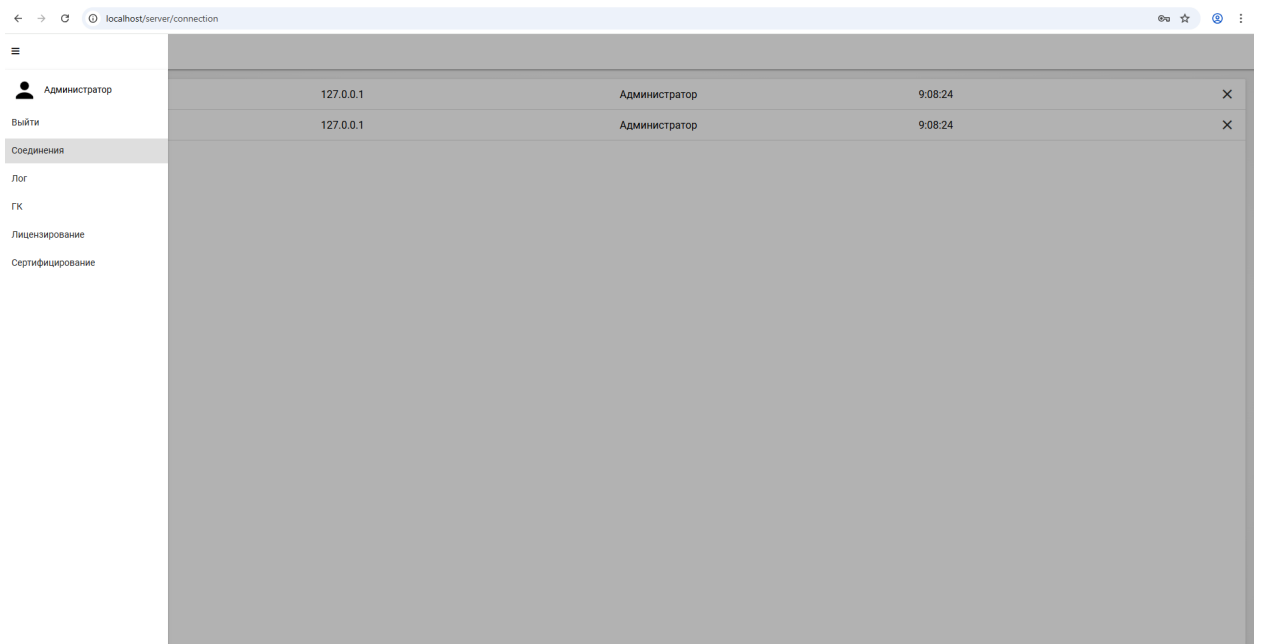 localhost/server/connection
Администратор
Выйти
Соединения
Лог
ГК
Лицензирование
Сертифицирование
127.0.0.1 Администратор 9:08:24
127.0.0.1 Администратор 9:08:24